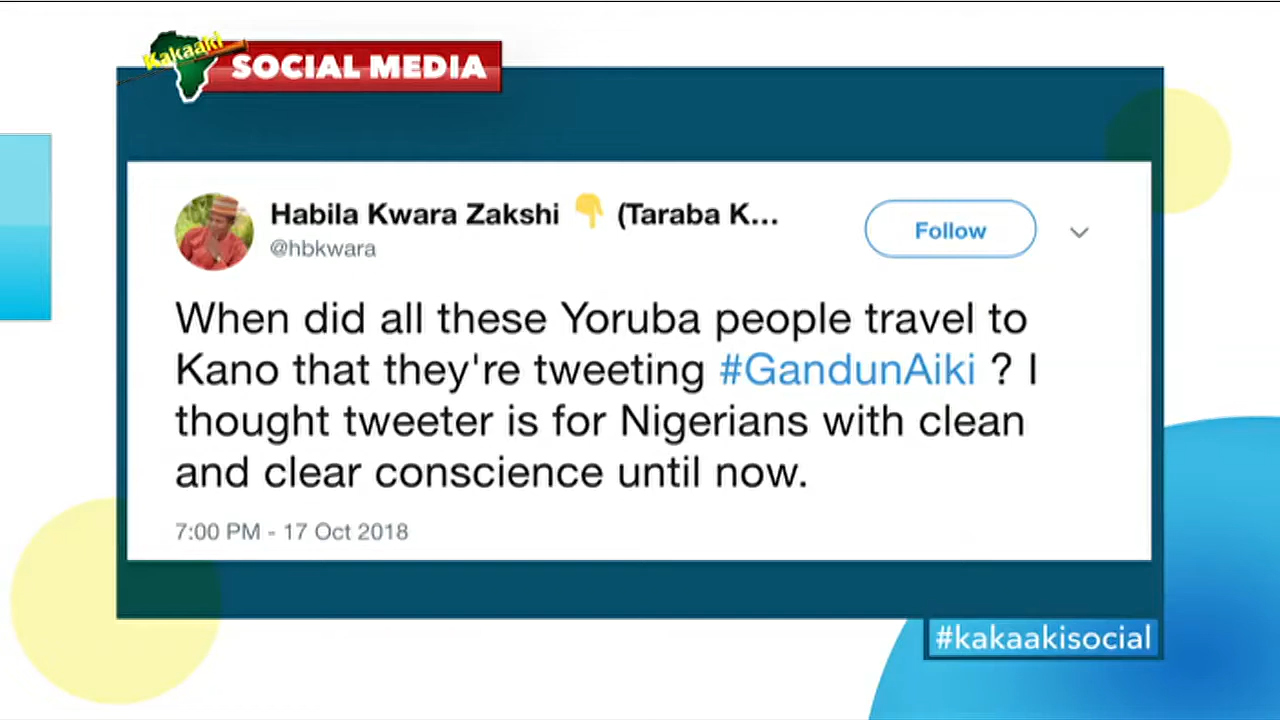 Kakaaki
SOCIAL MEDIA
Habila Kwara Zakshi 👇 (Taraba K...
@hbkwara
Follow
When did all these Yoruba people travel to
Kano that they're tweeting #GandunAiki ? I
thought tweeter is for Nigerians with clean
and clear conscience until now.
7:00 PM - 17 Oct 2018
#kakaakisocial